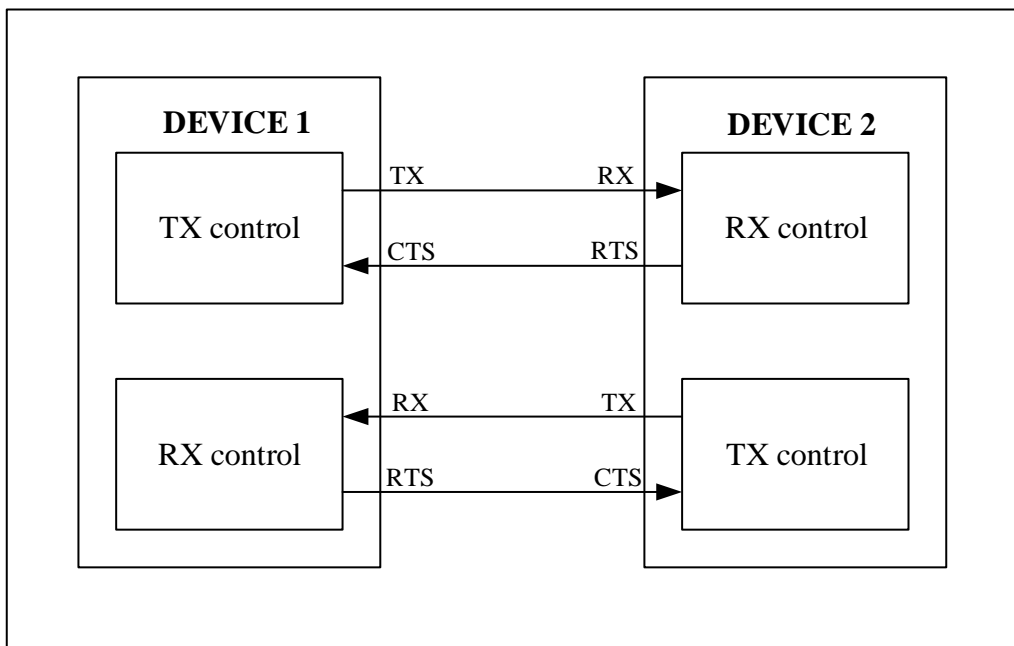 DEVICE 1
DEVICE 2
TX control
TX
RX
CTS
RTS
RX control
RX control
RX
TX
RTS
CTS
TX control